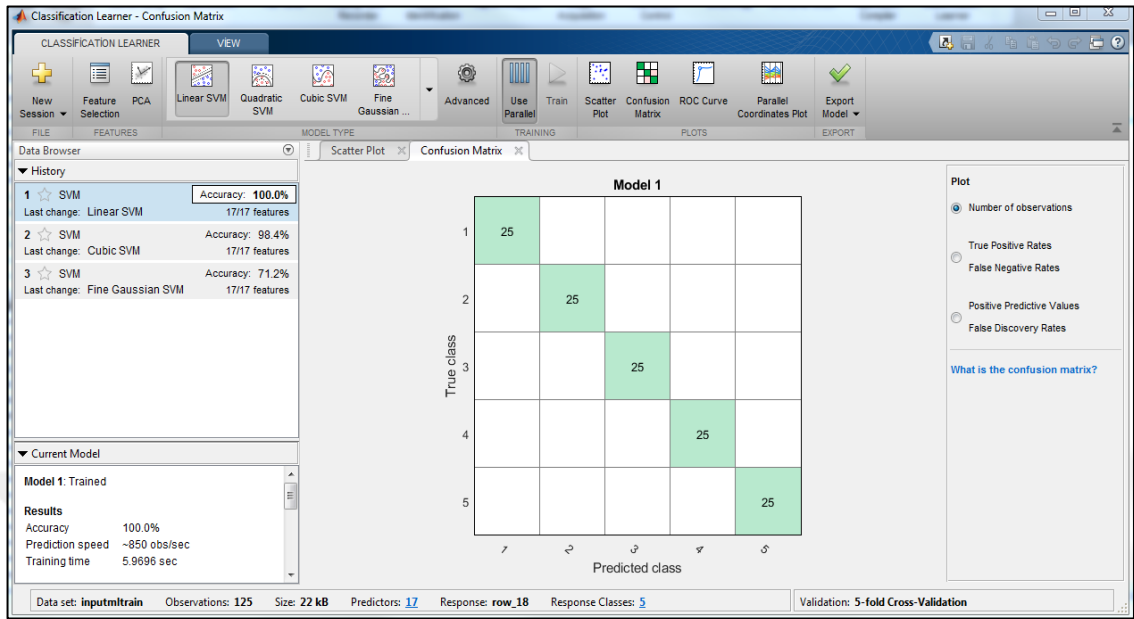 Classification Learner - Confusion Matrix
CLASSIFICATION LEARNER VIEW
New Session
Feature Selection
PCA
Linear SVM
Quadratic SVM
Cubic SVM
Fine Gaussian ...
Advanced
Use Parallel
Train
Scatter Plot
Confusion Matrix
ROC Curve
Parallel Coordinates Plot
Export Model
FILE FEATURES MODEL TYPE TRAINING PLOTS EXPORT
Data Browser
Scatter Plot Confusion Matrix
History
1 SVM Accuracy: 100.0%
Last change: Linear SVM 17/17 features
2 SVM Accuracy: 98.4%
Last change: Cubic SVM 17/17 features
3 SVM Accuracy: 71.2%
Last change: Fine Gaussian SVM 17/17 features
Current Model
Model 1: Trained
Results
Accuracy 100.0%
Prediction speed ~850 obs/sec
Training time 5.9696 sec
Model 1
True class
1 25
2 25
3 25
4 25
5 25
1 2 3 4 5
Predicted class
Plot
Number of observations
True Positive Rates
False Negative Rates
Positive Predictive Values
False Discovery Rates
What is the confusion matrix?
Data set: inputmltrain Observations: 125 Size: 22 kB Predictors: 17 Response: row_18 Response Classes: 5 Validation: 5-fold Cross-Validation